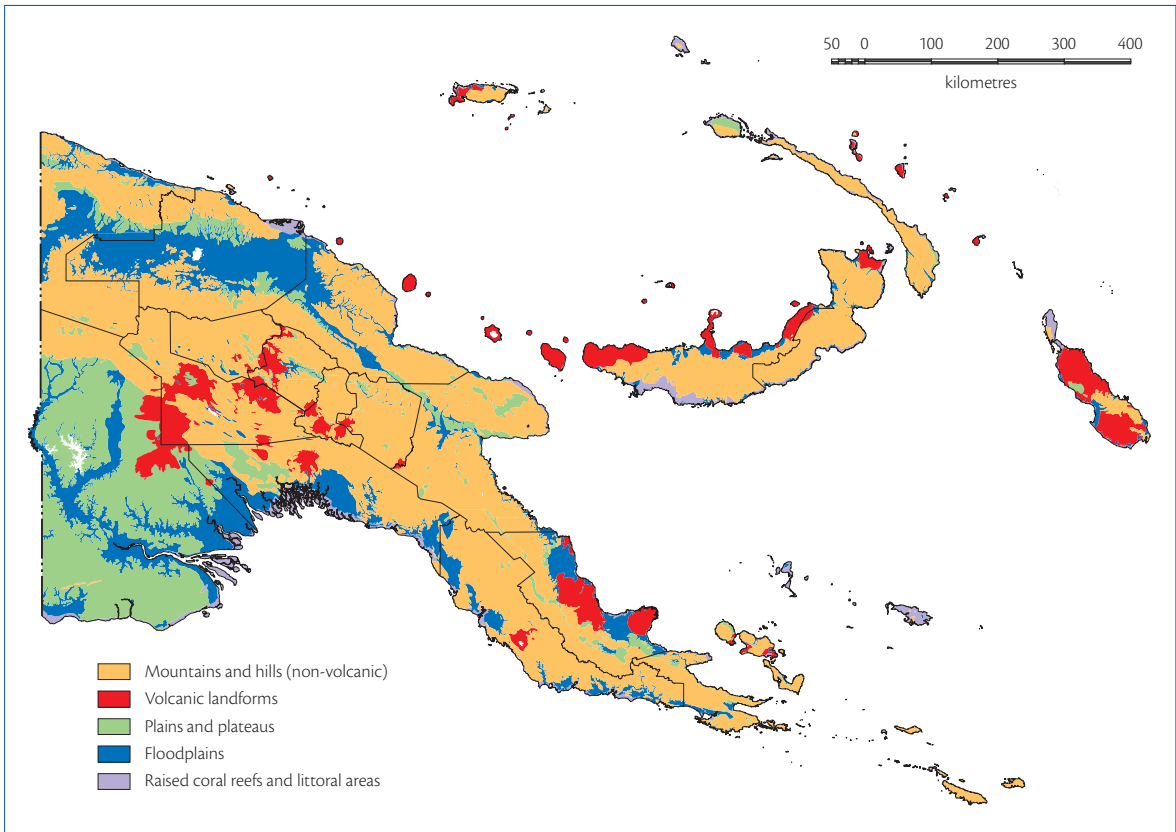 50 0 100 200 300 400
kilometres
Mountains and hills (non-volcanic)
Volcanic landforms
Plains and plateaus
Floodplains
Raised coral reefs and littoral areas